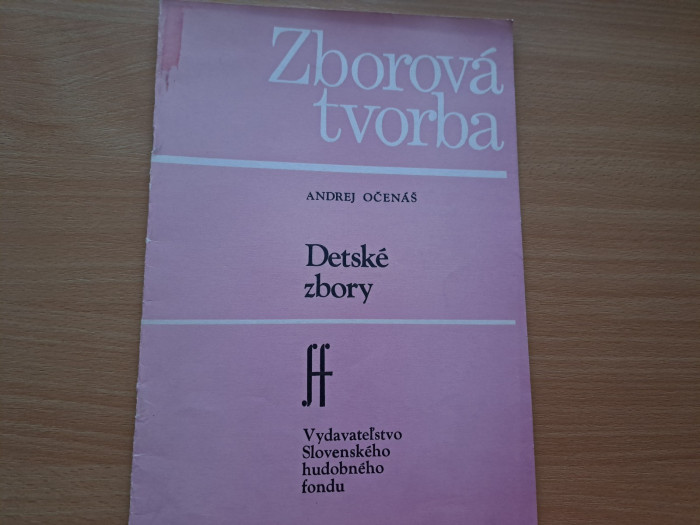 Zborová
tvorba
ANDREJ OČENÁŠ
Detské
zbory
Vydavateľstvo
Slovenského
hudobného
fondu